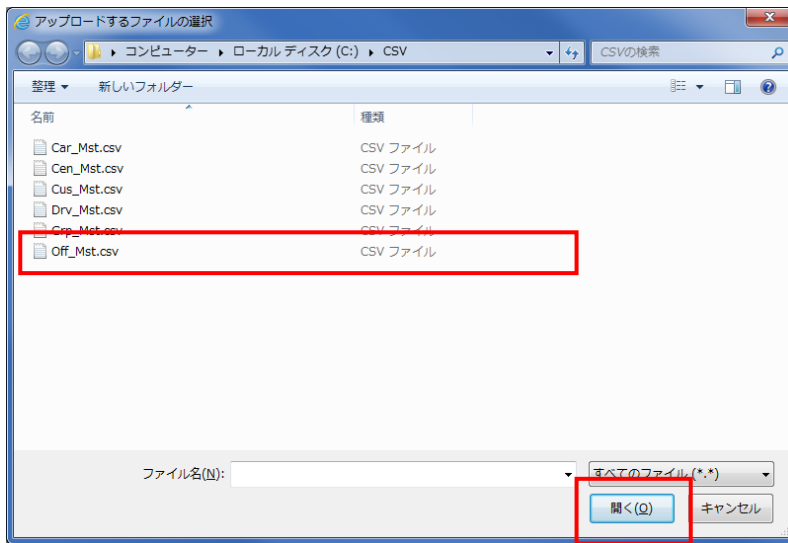 アップロードするファイルの選択
コンピューター ▸ ローカル ディスク (C:) ▸ CSV
CSVの検索
整理 ▼ 新しいフォルダー
名前 種類
Car_Mst.csv CSV ファイル
Cen_Mst.csv CSV ファイル
Cus_Mst.csv CSV ファイル
Drv_Mst.csv CSV ファイル
Grp_Mst.csv CSV ファイル
Off_Mst.csv CSV ファイル
ファイル名(N):
すべてのファイル (*.*)
開く(O) キャンセル